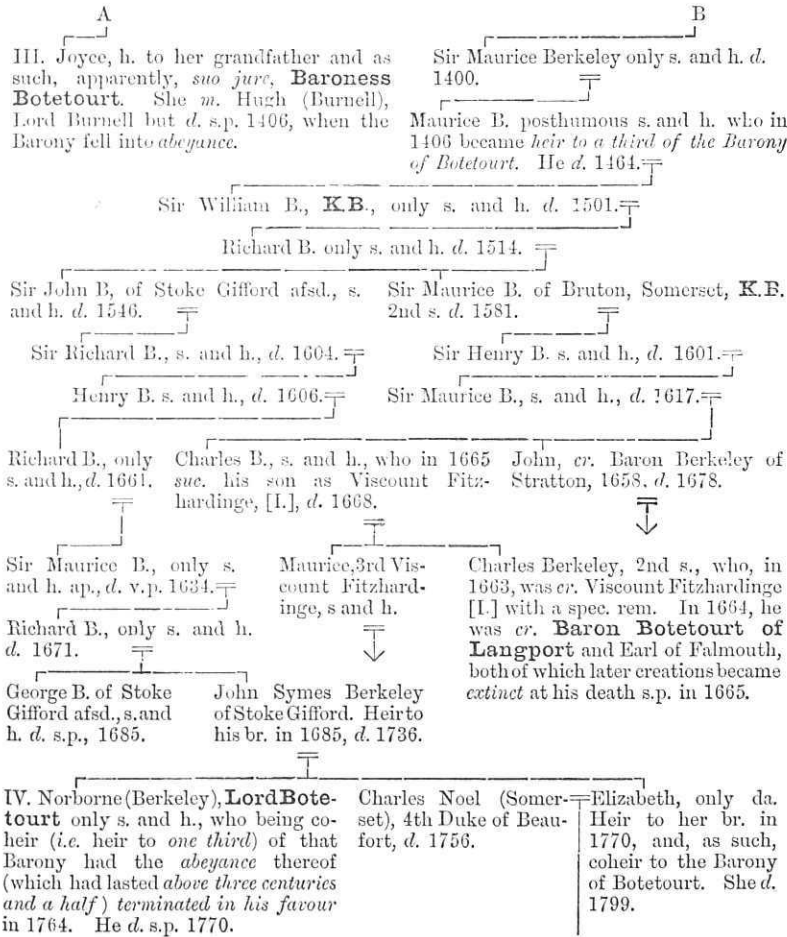 A
III. Joyce, h. to her grandfather and as
such, apparently, suo jure, Baroness
Botetourt. She m. Hugh (Burnell),
Lord Burnell but d. s.p. 1406, when the
Barony fell into abeyance.
B
Sir Maurice Berkeley only s. and h. d.
1400.
Maurice B. posthumous s. and h. who in
1406 became heir to a third of the Barony
of Botetourt. He d. 1464.
Sir William B., K.B., only s. and h. d. 1501.
Richard B. only s. and h. d. 1514.
Sir John B, of Stoke Gifford afsd., s.
and h. d. 1546.
Sir Maurice B. of Bruton, Somerset, K.B.
2nd s. d. 1581.
Sir Richard B., s. and h., d. 1604.
Sir Henry B. s. and h., d. 1601.
Henry B. s. and h., d. 1606.
Sir Maurice B., s. and h., d. 1617.
Richard B., only
s. and h., d. 1661.
Charles B., s. and h., who in 1665
suc. his son as Viscount Fitz-
hardinge, [I.], d. 1668.
John, cr. Baron Berkeley of
Stratton, 1658, d. 1678.
Sir Maurice B., only s.
and h. ap., d. v.p. 1634.
Maurice, 3rd Vis-
count Fitzhard-
inge, s and h.
Charles Berkeley, 2nd s., who, in
1663, was cr. Viscount Fitzhardinge
[I.] with a spec. rem. In 1664, he
was cr. Baron Botetourt of
Langport and Earl of Falmouth,
both of which later creations became
extinct at his death s.p. in 1665.
Richard B., only s. and h.
d. 1671.
George B. of Stoke
Gifford afsd., s. and
h. d. s.p., 1685.
John Symes Berkeley
of Stoke Gifford. Heir to
his br. in 1685, d. 1736.
IV. Norborne (Berkeley), Lord Bote-
tourt only s. and h., who being co-
heir (i.e. heir to one third) of that
Barony had the abeyance thereof
(which had lasted above three centuries
and a half) terminated in his favour
in 1764. He d. s.p. 1770.
Charles Noel (Somer-
set), 4th Duke of Beau-
fort, d. 1756.
Elizabeth, only da.
Heir to her br. in
1770, and, as such,
coheir to the Barony
of Botetourt. She d.
1799.